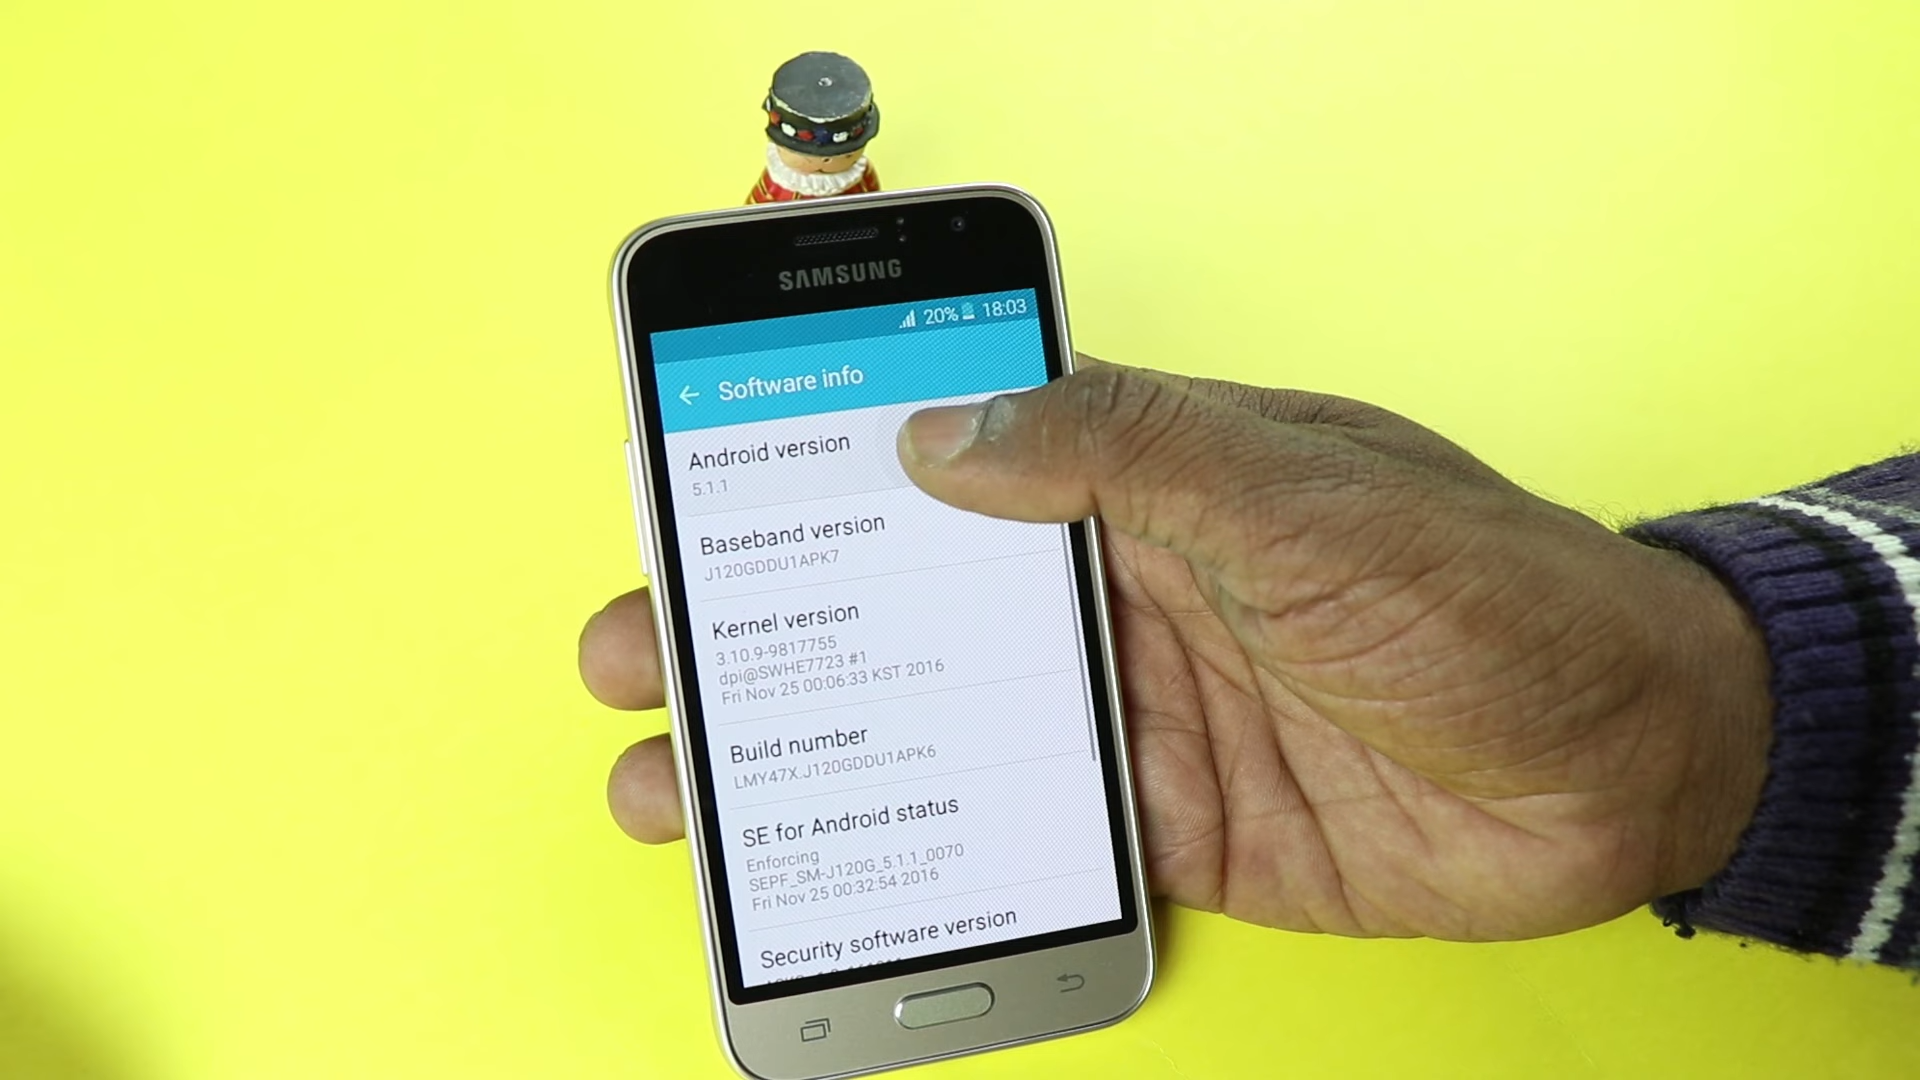 SAMSUNG
20% 18:03
Software info
Android version
5.1.1
Baseband version
J120GDDU1APK7
Kernel version
3.10.9-9817755
dpi@SWHE7723 #1
Fri Nov 25 00:06:33 KST 2016
Build number
LMY47X.J120GDDU1APK6
SE for Android status
Enforcing
SEPF_SM-J120G_5.1.1_0070
Fri Nov 25 00:32:54 2016
Security software version